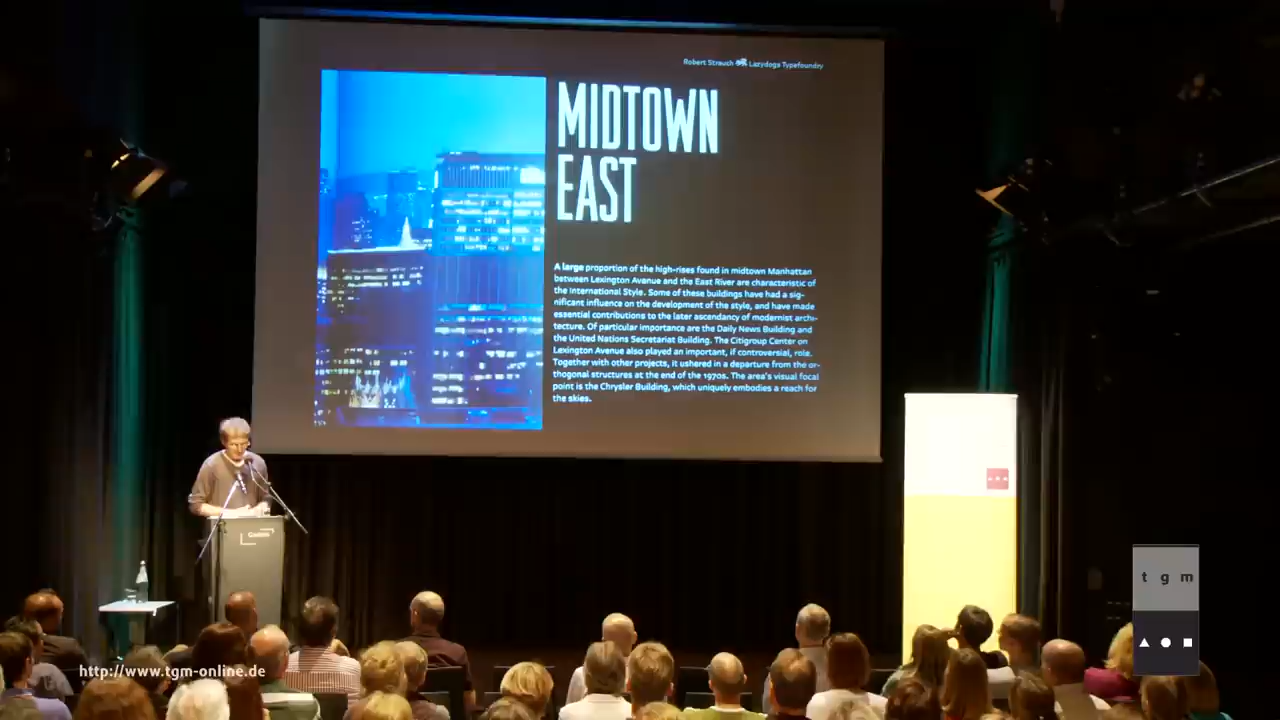 Robert Strauch Lazydogs Typefoundry
MIDTOWN
EAST
A large proportion of the high-rises found in midtown Manhattan
between Lexington Avenue and the East River are characteristic of
the International Style. Some of these buildings have had a sig-
nificant influence on the development of the style, and have made
essential contributions to the later ascendancy of modernist archi-
tecture. Of particular importance are the Daily News Building and
the United Nations Secretariat Building. The Citigroup Center on
Lexington Avenue also played an important, if controversial, role.
Together with other projects, it ushered in a departure from the or-
thogonal structures at the end of the 1970s. The area's visual focal
point is the Chrysler Building, which uniquely embodies a reach for
the skies.
tgm
http://www.tgm-online.de